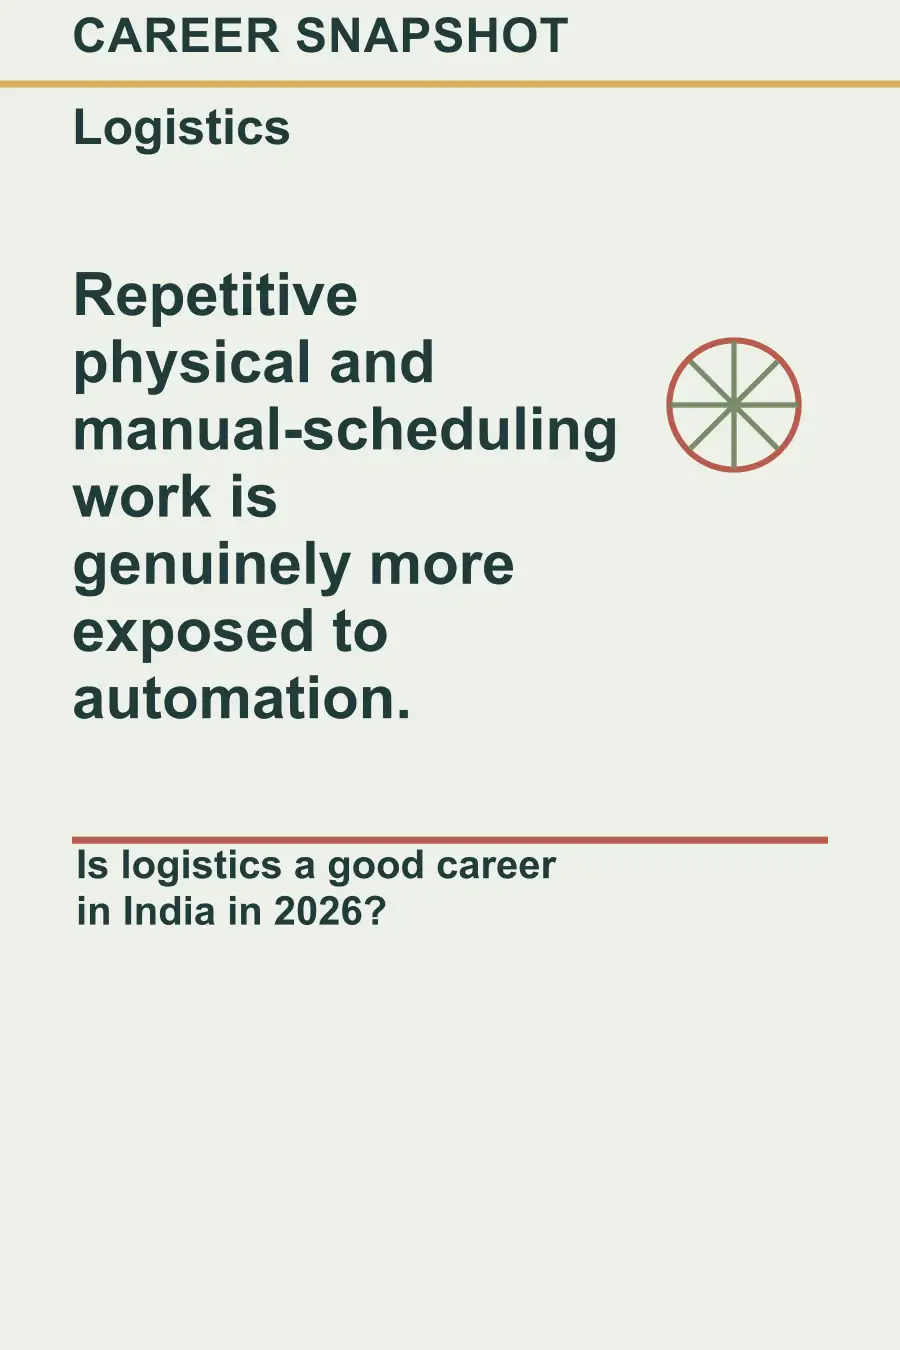 CAREER SNAPSHOT
Logistics
Repetitive
physical and
manual-scheduling
work is
genuinely more
exposed to
automation.
Is logistics a good career
in India in 2026?